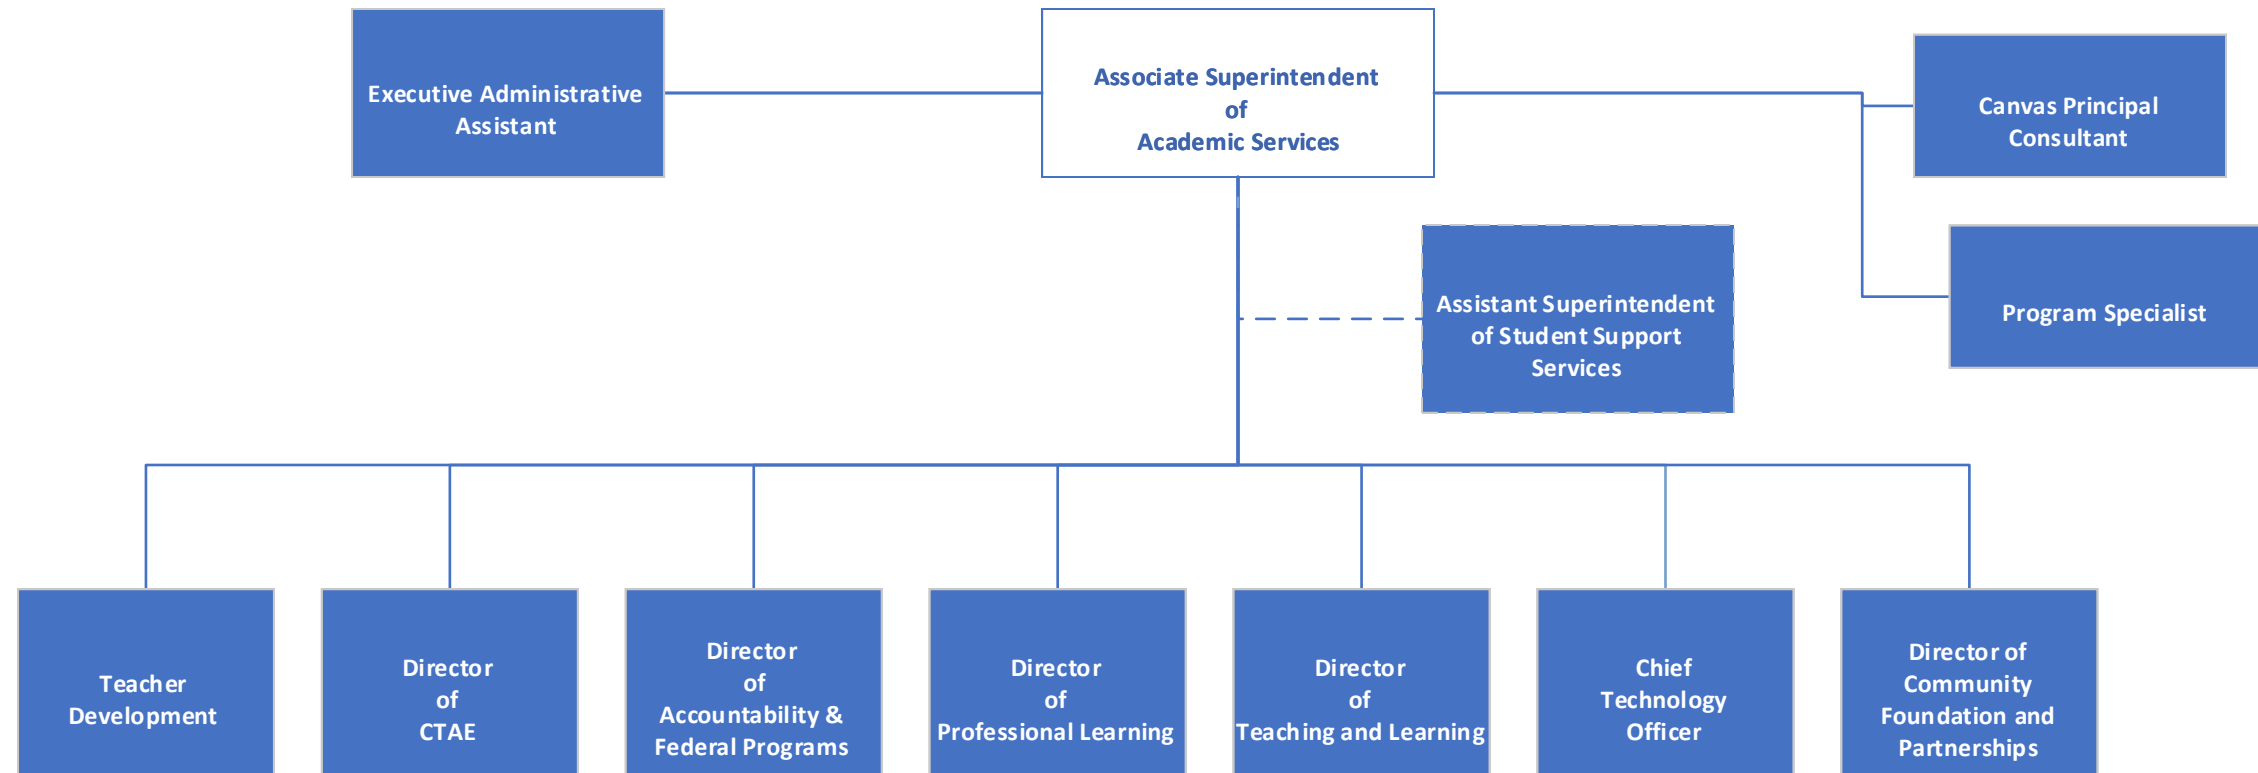 Executive Administrative
Assistant
Associate Superintendent
of
Academic Services
Canvas Principal
Consultant
Assistant Superintendent
of Student Support
Services
Program Specialist
Teacher
Development
Director
of
CTAE
Director
of
Accountability &
Federal Programs
Director
of
Professional Learning
Director
of
Teaching and Learning
Chief
Technology
Officer
Director of
Community
Foundation and
Partnerships